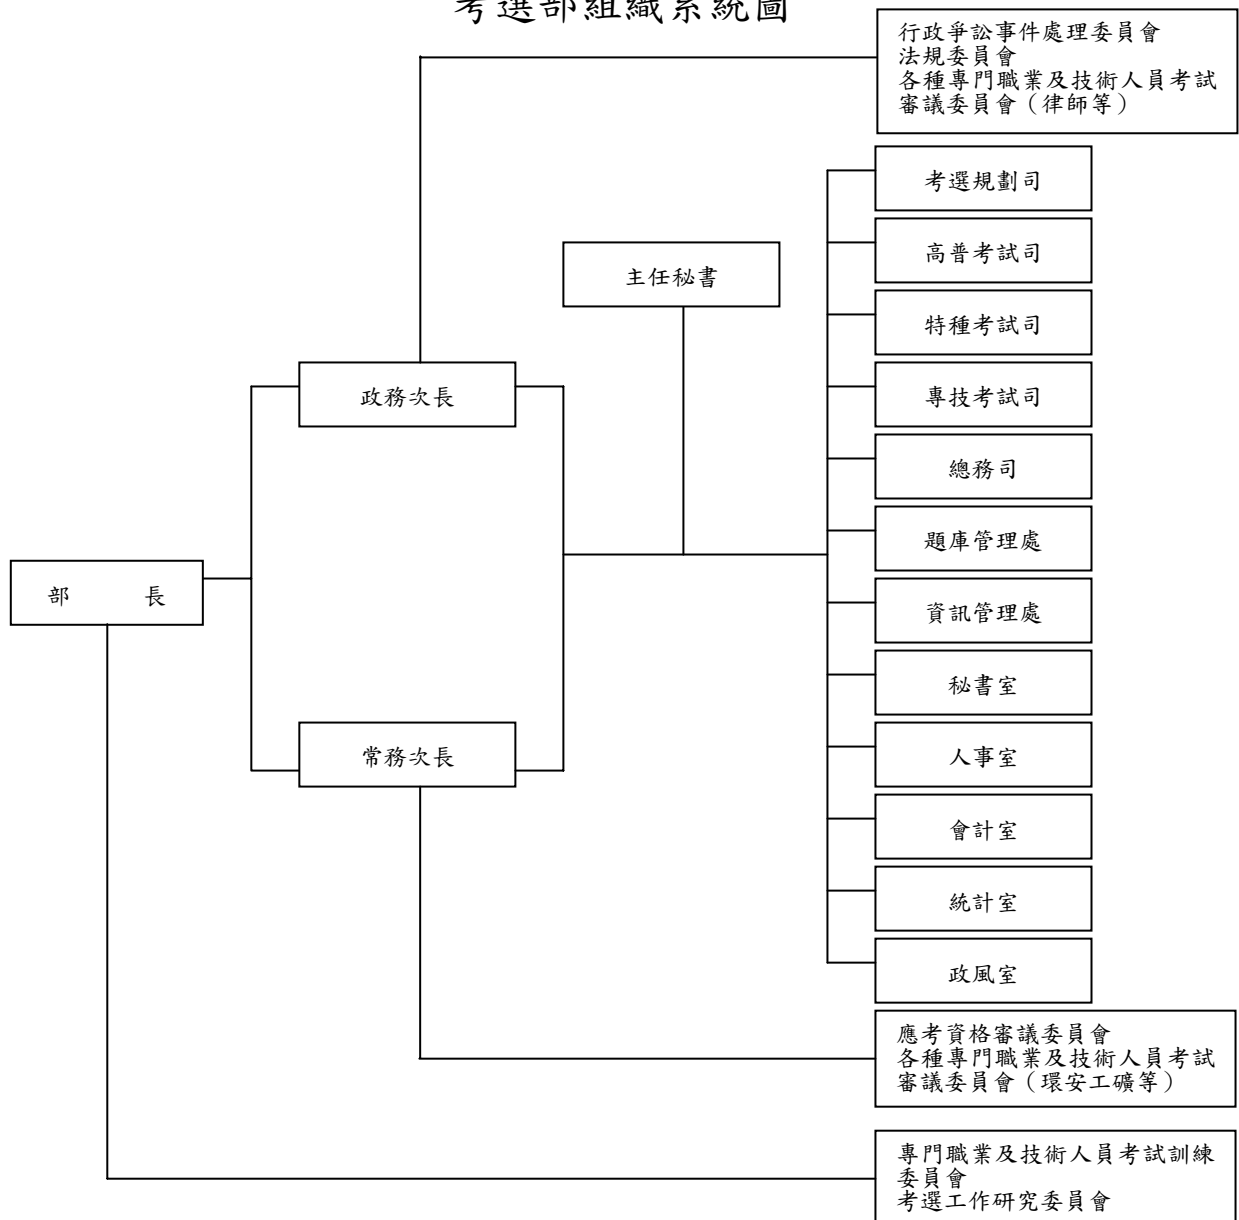 考選部組織系統圖
行政爭訟事件處理委員會
法規委員會
各種專門職業及技術人員考試
審議委員會（律師等）
考選規劃司
高普考試司
主任秘書
特種考試司
政務次長
專技考試司
總務司
題庫管理處
部　　長
資訊管理處
秘書室
常務次長
人事室
會計室
統計室
政風室
應考資格審議委員會
各種專門職業及技術人員考試
審議委員會（環安工礦等）
專門職業及技術人員考試訓練
委員會
考選工作研究委員會